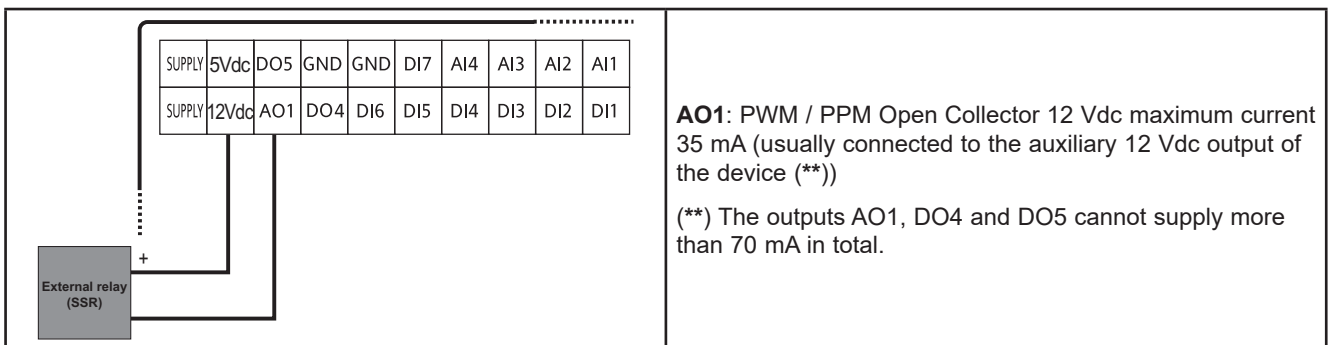 SUPPLY 5Vdc DO5 GND GND DI7 AI4 AI3 AI2 AI1
SUPPLY 12Vdc AO1 DO4 DI6 DI5 DI4 DI3 DI2 DI1
+
External relay
(SSR)
AO1: PWM / PPM Open Collector 12 Vdc maximum current
35 mA (usually connected to the auxiliary 12 Vdc output of
the device (**))
(**) The outputs AO1, DO4 and DO5 cannot supply more
than 70 mA in total.